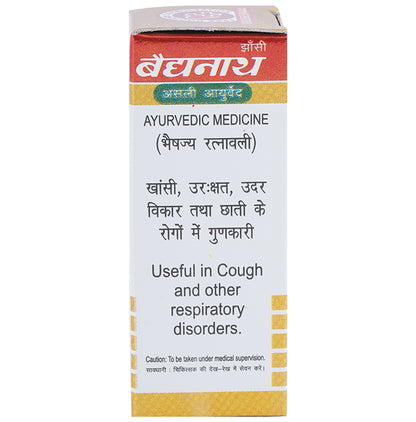 झाँसी
बैद्यनाथ
असली आयुर्वेद
AYURVEDIC MEDICINE
(भैषज्य रत्नावली)
खांसी, उरःक्षत, उदर
विकार तथा छाती के
रोगों में गुणकारी
Useful in Cough
and other
respiratory
disorders.
Caution: To be taken under medical supervision.
सावधानी : चिकित्सक की देख-रेख में सेवन करें।